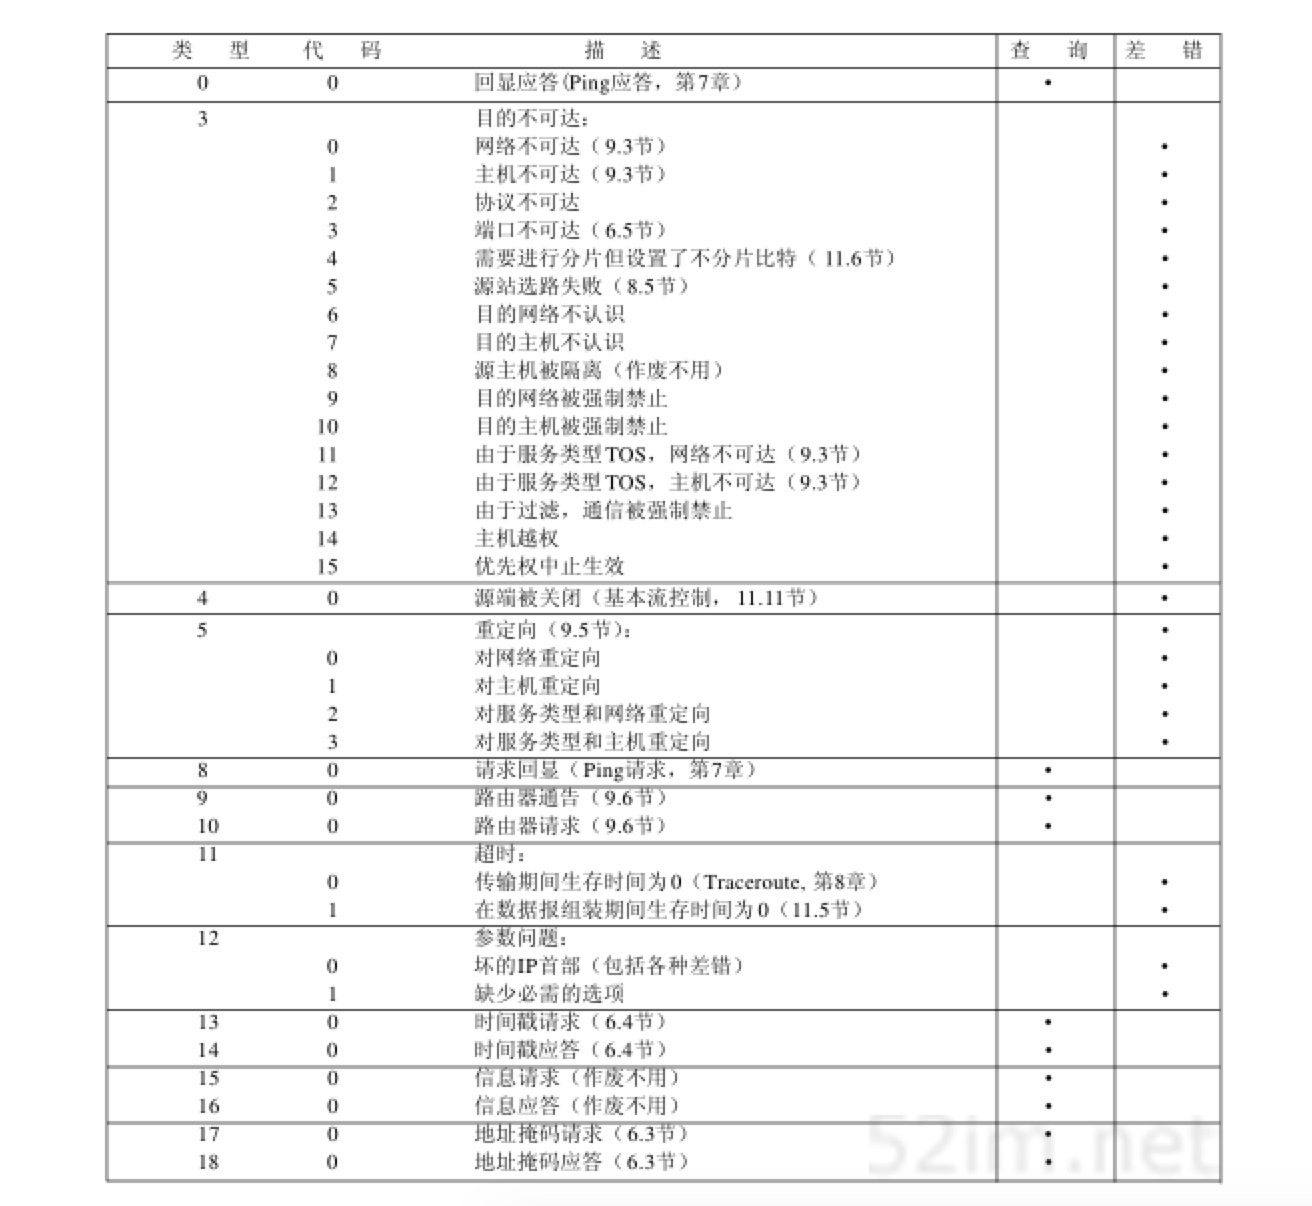 类 型 代 码 描 述 查 询 差 错
0 0 回显应答(Ping应答，第7章） •
3 目的不可达：
0 网络不可达（9.3节） •
1 主机不可达（9.3节） •
2 协议不可达 •
3 端口不可达（6.5节） •
4 需要进行分片但设置了不分片比特（11.6节） •
5 源站选路失败（8.5节） •
6 目的网络不认识 •
7 目的主机不认识 •
8 源主机被隔离（作废不用） •
9 目的网络被强制禁止 •
10 目的主机被强制禁止 •
11 由于服务类型TOS，网络不可达（9.3节） •
12 由于服务类型TOS，主机不可达（9.3节） •
13 由于过滤，通信被强制禁止 •
14 主机越权 •
15 优先权中止生效 •
4 0 源端被关闭（基本流控制，11.11节） •
5 重定向（9.5节）： •
0 对网络重定向 •
1 对主机重定向 •
2 对服务类型和网络重定向 •
3 对服务类型和主机重定向 •
8 0 请求回显（Ping请求，第7章） •
9 0 路由器通告（9.6节） •
10 0 路由器请求（9.6节） •
11 超时：
0 传输期间生存时间为0（Traceroute, 第8章） •
1 在数据报组装期间生存时间为0（11.5节） •
12 参数问题：
0 坏的IP首部（包括各种差错） •
1 缺少必需的选项 •
13 0 时间戳请求（6.4节） •
14 0 时间戳应答（6.4节） •
15 0 信息请求（作废不用） •
16 0 信息应答（作废不用） •
17 0 地址掩码请求（6.3节） •
18 0 地址掩码应答（6.3节） •
52im.net